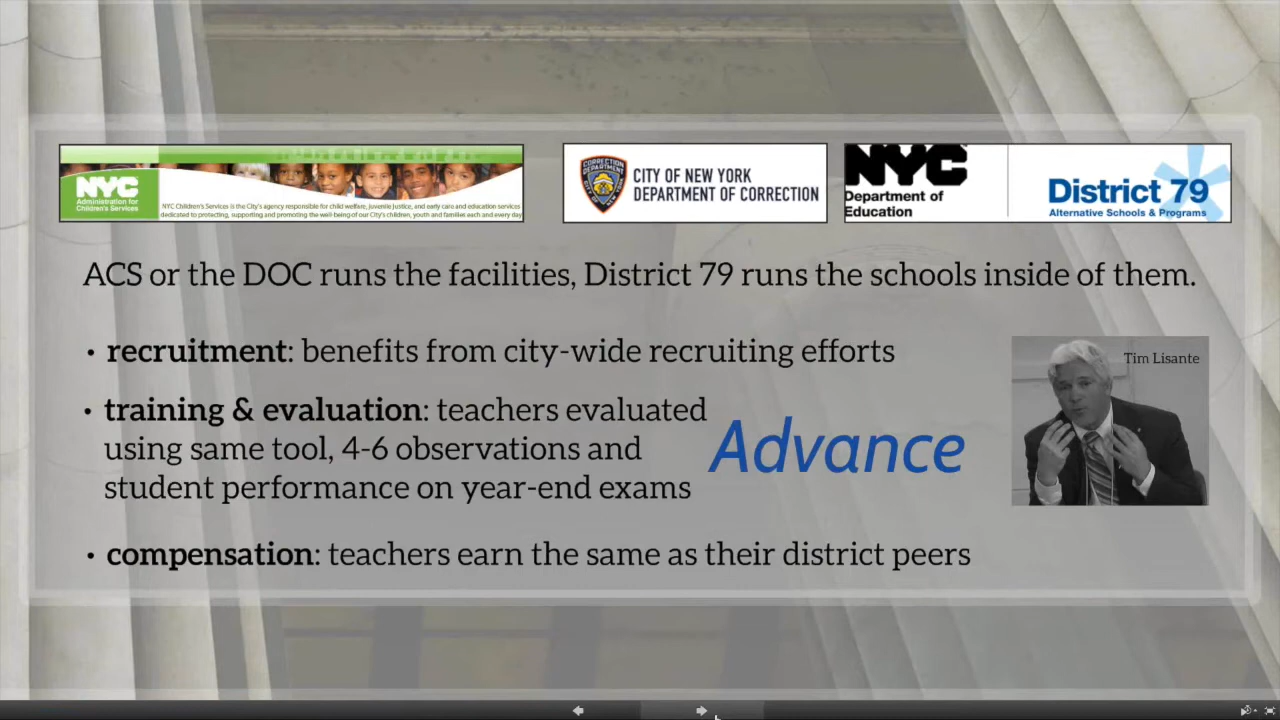 NYC
Administration for
Children's Services
NYC Children's Services is the City's agency responsible for child welfare, juvenile justice, and early care and education services
dedicated to protecting, supporting and promoting the well-being of our City's children, youth and families each and every day
CORRECTION
DEPARTMENT
CITY OF NEW YORK
DEPARTMENT OF CORRECTION
NYC
Department of
Education
District 79
Alternative Schools & Programs
ACS or the DOC runs the facilities, District 79 runs the schools inside of them.
• recruitment: benefits from city-wide recruiting efforts
• training & evaluation: teachers evaluated
using same tool, 4-6 observations and
student performance on year-end exams
Advance
Tim Lisante
• compensation: teachers earn the same as their district peers